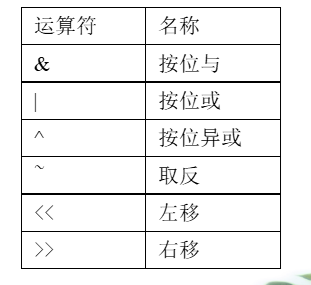 运算符 名称
& 按位与
| 按位或
^ 按位异或
~ 取反
<< 左移
>> 右移